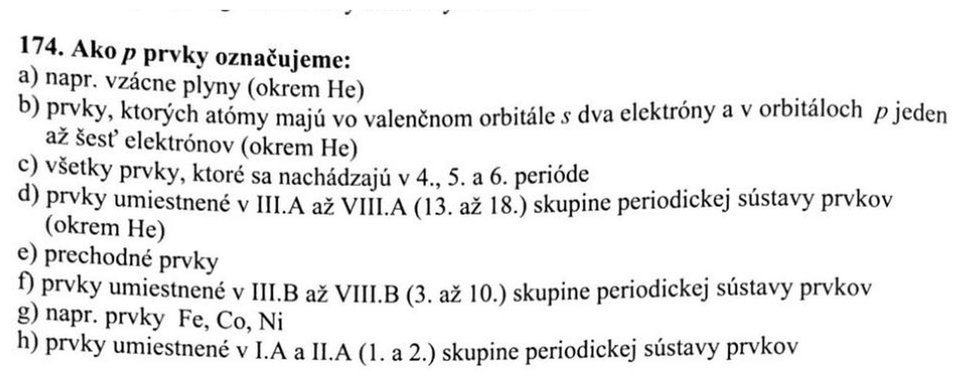 174. Ako p prvky označujeme:
a) napr. vzácne plyny (okrem He)
b) prvky, ktorých atómy majú vo valenčnom orbitále s dva elektróny a v orbitáloch p jeden
až šesť elektrónov (okrem He)
c) všetky prvky, ktoré sa nachádzajú v 4., 5. a 6. perióde
d) prvky umiestnené v III.A až VIII.A (13. až 18.) skupine periodickej sústavy prvkov
(okrem He)
e) prechodné prvky
f) prvky umiestnené v III.B až VIII.B (3. až 10.) skupine periodickej sústavy prvkov
g) napr. prvky Fe, Co, Ni
h) prvky umiestnené v I.A a II.A (1. a 2.) skupine periodickej sústavy prvkov